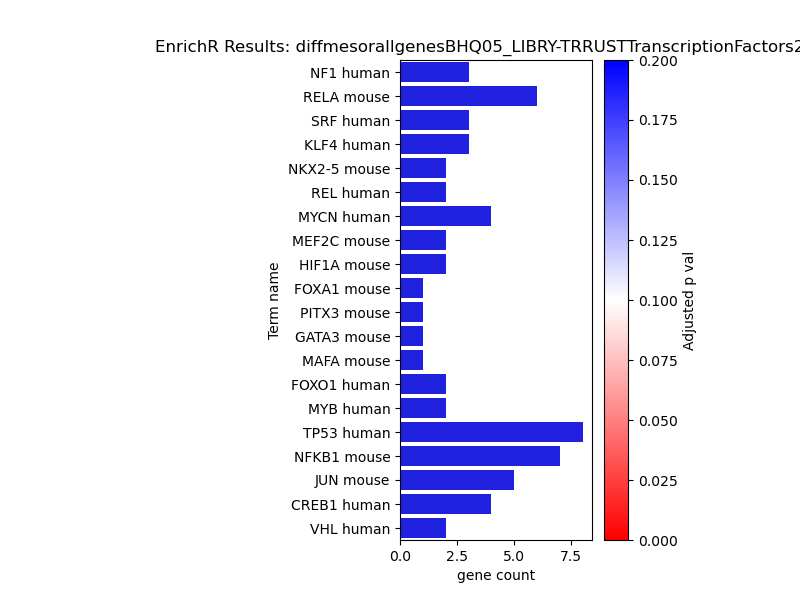 EnrichR Results: diffmesorallgenesBHQ05_LIBRY-TRRUSTTranscriptionFactors2
NF1 human
RELA mouse
SRF human
KLF4 human
NKX2-5 mouse
REL human
MYCN human
MEF2C mouse
HIF1A mouse
FOXA1 mouse
PITX3 mouse
GATA3 mouse
MAFA mouse
FOXO1 human
MYB human
TP53 human
NFKB1 mouse
JUN mouse
CREB1 human
VHL human
Term name
0.0 2.5 5.0 7.5
gene count
0.200
0.175
0.150
0.125
0.100
0.075
0.050
0.025
0.000
Adjusted p val